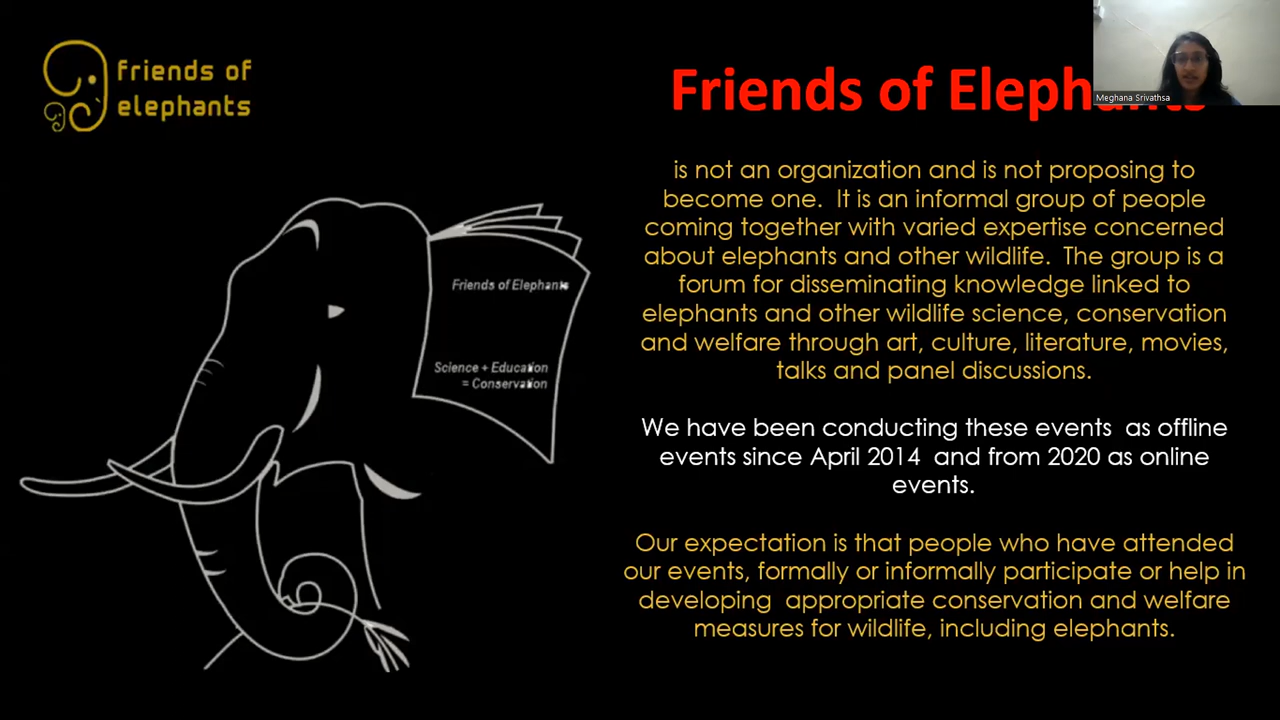 friends of
elephants
Friends of Elephants
Meghana Srivathsa
is not an organization and is not proposing to
become one. It is an informal group of people
coming together with varied expertise concerned
about elephants and other wildlife. The group is a
forum for disseminating knowledge linked to
elephants and other wildlife science, conservation
and welfare through art, culture, literature, movies,
talks and panel discussions.
We have been conducting these events as offline
events since April 2014 and from 2020 as online
events.
Our expectation is that people who have attended
our events, formally or informally participate or help in
developing appropriate conservation and welfare
measures for wildlife, including elephants.
Friends of Elephants
Science + Education
= Conservation